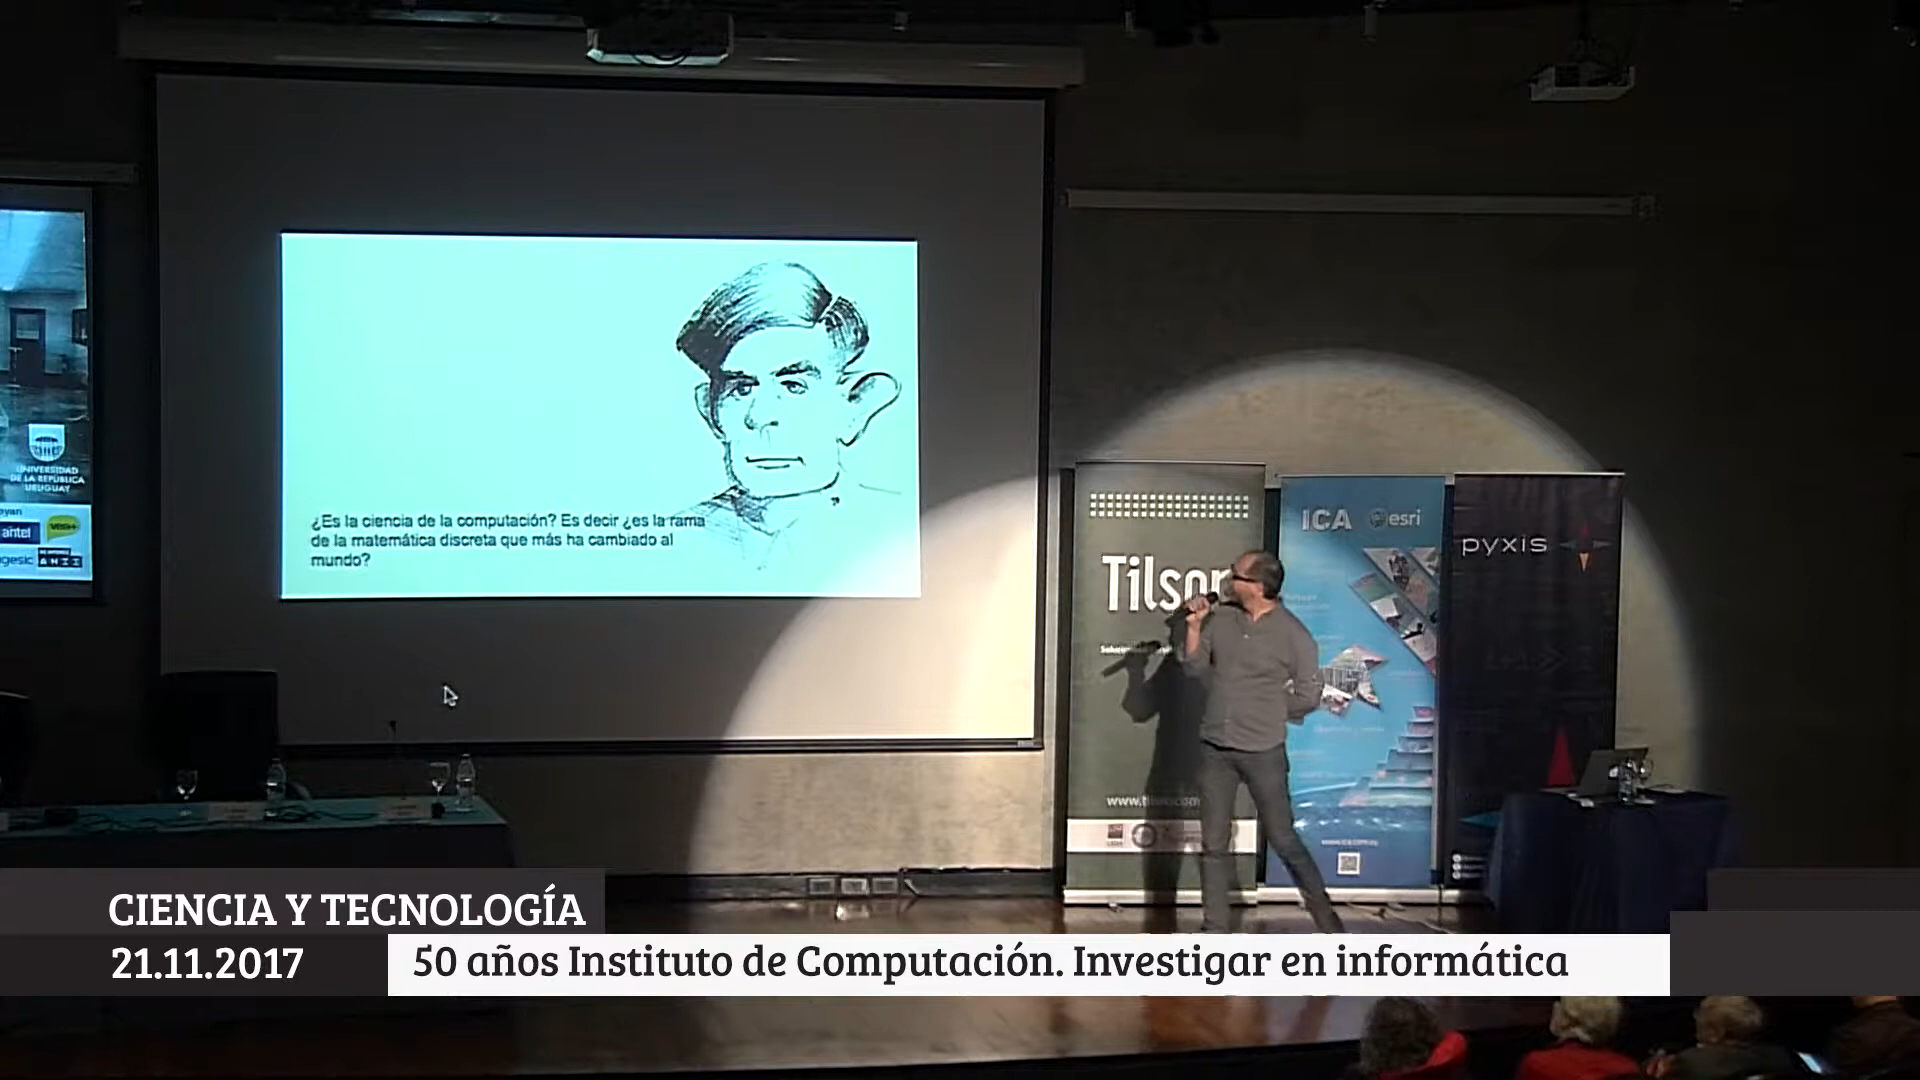 UNIVERSIDAD
DE LA REPÚBLICA
URUGUAY
antel
vera
ANII
¿Es la ciencia de la computación? Es decir ¿es la rama
de la matemática discreta que más ha cambiado al
mundo?
ICA esri
pyxis
CIENCIA Y TECNOLOGÍA
21.11.2017
50 años Instituto de Computación. Investigar en informática